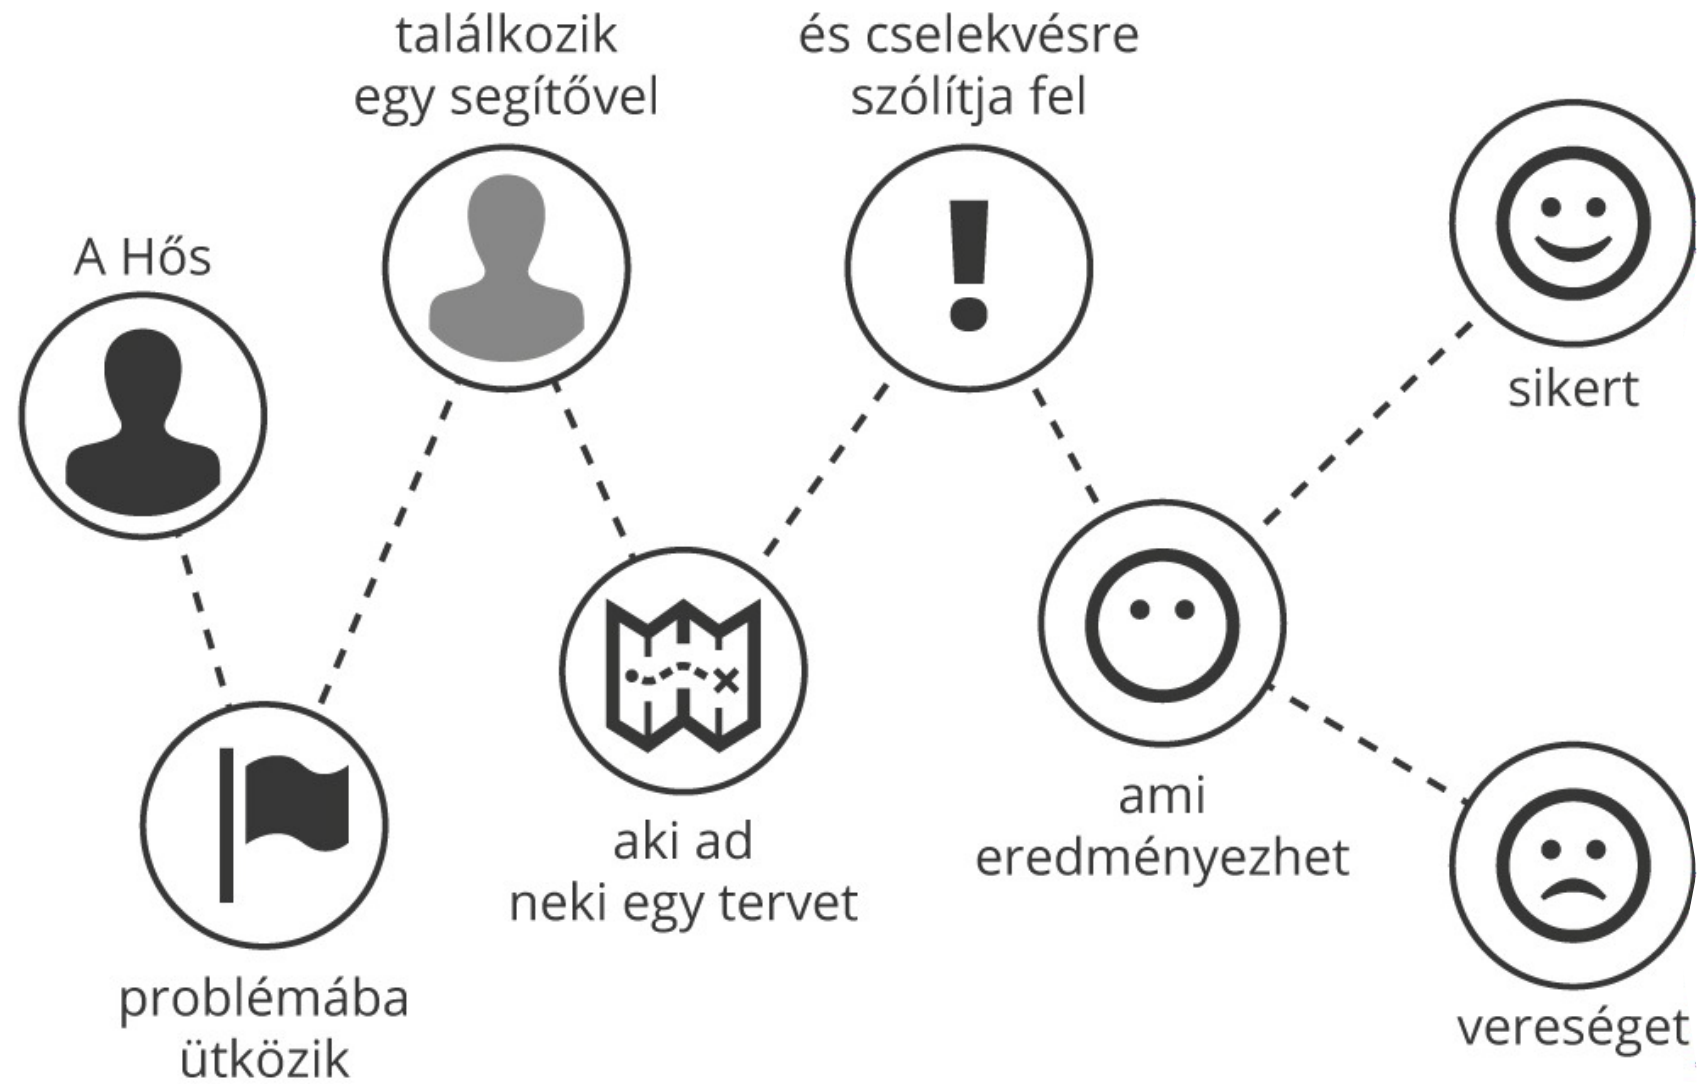 A Hős
problémába
ütközik
találkozik
egy segítővel
aki ad
neki egy tervet
és cselekvésre
szólítja fel
ami
eredményezhet
sikert
vereséget